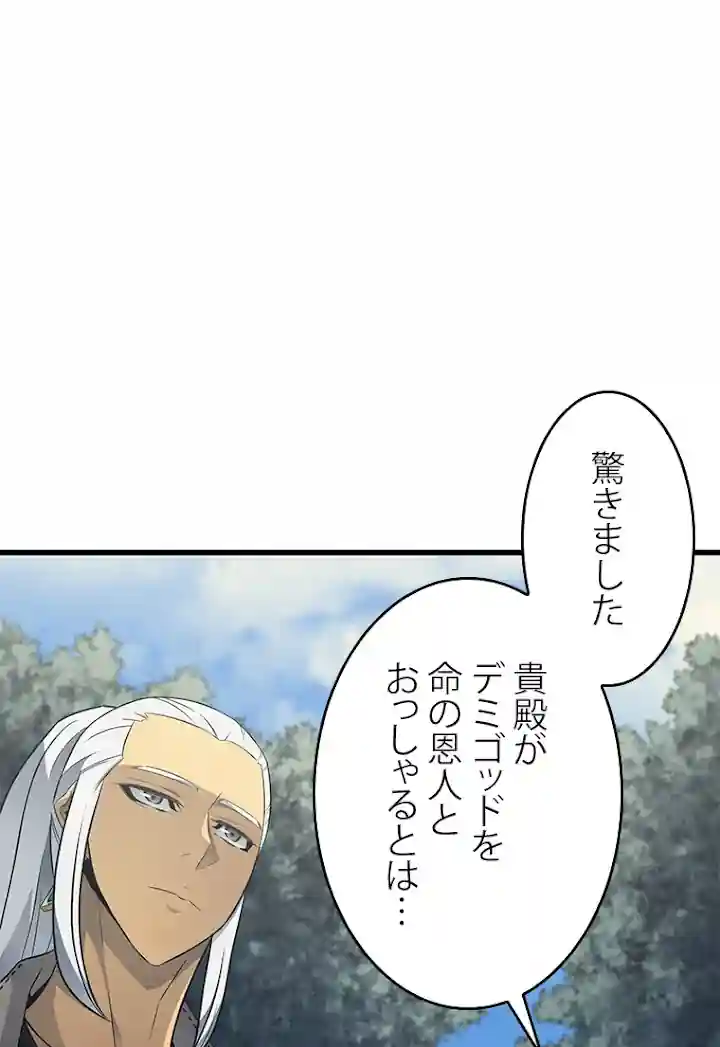 驚きました
貴殿が
デミゴッドを
命の恩人と
おっしゃるとは…